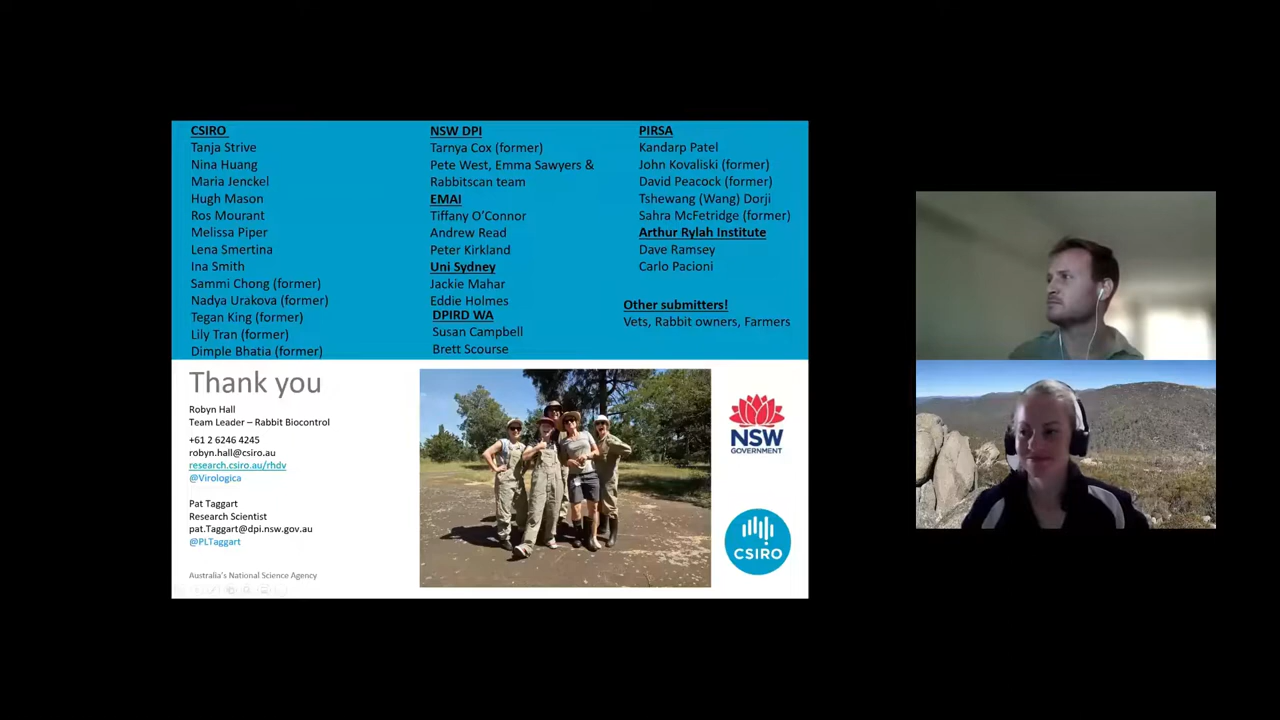 CSIRO
Tanja Strive
Nina Huang
Maria Jenckel
Hugh Mason
Ros Mourant
Melissa Piper
Lena Smertina
Ina Smith
Sammi Chong (former)
Nadya Urakova (former)
Tegan King (former)
Lily Tran (former)
Dimple Bhatia (former)
NSW DPI
Tarnya Cox (former)
Pete West, Emma Sawyers &
Rabbitscan team
EMAI
Tiffany O'Connor
Andrew Read
Peter Kirkland
Uni Sydney
Jackie Mahar
Eddie Holmes
DPIRD WA
Susan Campbell
Brett Scourse
PIRSA
Kandarp Patel
John Kovaliski (former)
David Peacock (former)
Tshewang (Wang) Dorji
Sahra McFetridge (former)
Arthur Rylah Institute
Dave Ramsey
Carlo Pacioni
Other submitters!
Vets, Rabbit owners, Farmers
Thank you
Robyn Hall
Team Leader – Rabbit Biocontrol
+61 2 6246 4245
robyn.hall@csiro.au
research.csiro.au/rhdv
@Virologica
Pat Taggart
Research Scientist
pat.Taggart@dpi.nsw.gov.au
@PLTaggart
Australia's National Science Agency
NSW
GOVERNMENT
CSIRO